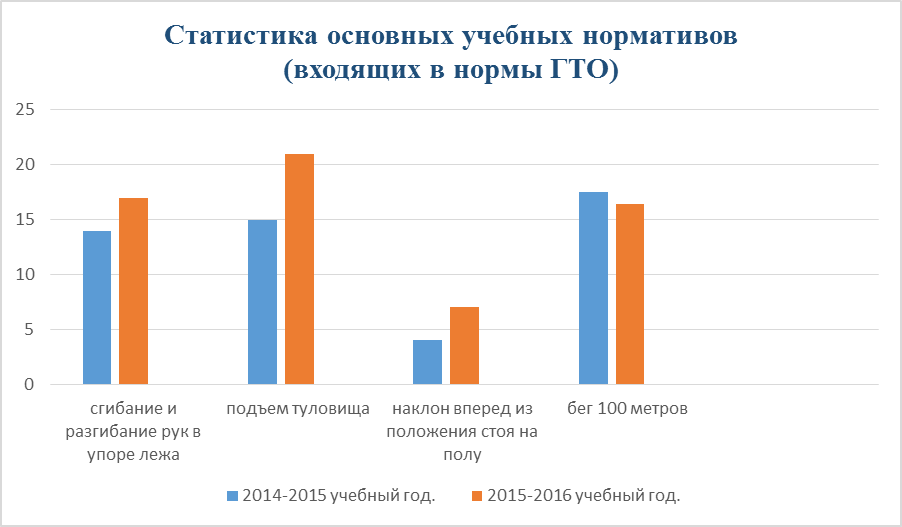 Статистика основных учебных нормативов
(входящих в нормы ГТО)
25
20
15
10
5
0
сгибание и
разгибание рук в
упоре лежа
подъем туловища
наклон вперед из
положения стоя на
полу
бег 100 метров
2014-2015 учебный год.
2015-2016 учебный год.